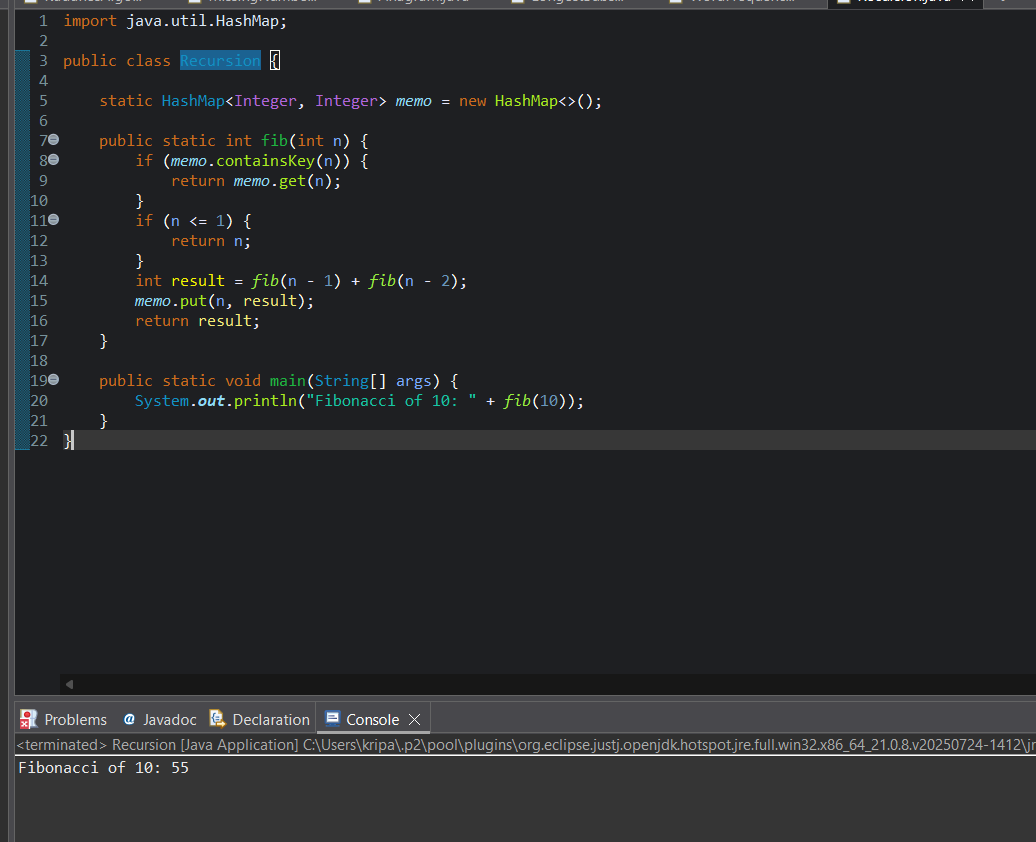 1 import java.util.HashMap;
2
3 public class Recursion {
4
5     static HashMap<Integer, Integer> memo = new HashMap<>();
6
7     public static int fib(int n) {
8         if (memo.containsKey(n)) {
9             return memo.get(n);
10         }
11         if (n <= 1) {
12             return n;
13         }
14         int result = fib(n - 1) + fib(n - 2);
15         memo.put(n, result);
16         return result;
17     }
18
19     public static void main(String[] args) {
20         System.out.println("Fibonacci of 10: " + fib(10));
21     }
22 }
Problems @ Javadoc Declaration Console
<terminated> Recursion [Java Application] C:\Users\kripa\.p2\pool\plugins\org.eclipse.justj.openjdk.hotspot.jre.full.win32.x86_64_21.0.8.v20250724-1412\jr
Fibonacci of 10: 55